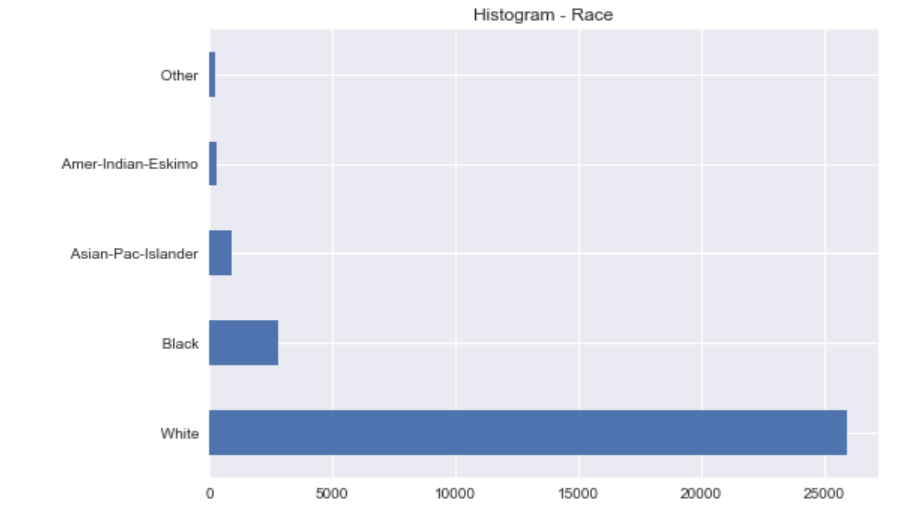 Histogram - Race
Other
Amer-Indian-Eskimo
Asian-Pac-Islander
Black
White
0 5000 10000 15000 20000 25000